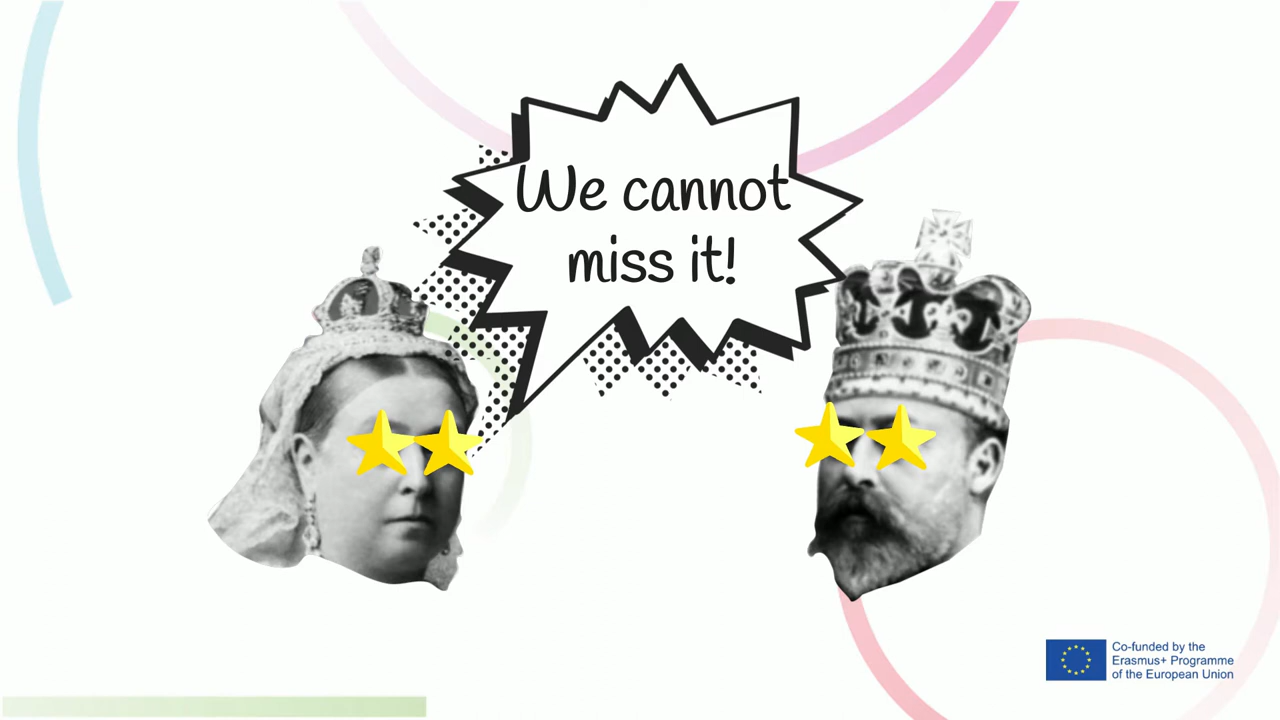 We cannot
miss it!
Co-funded by the
Erasmus+ Programme
of the European Union